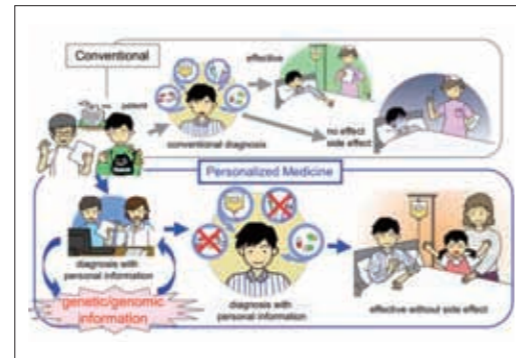 Conventional
patient
effective
conventional diagnosis
no effect
side effect
Personalized Medicine
diagnosis with
personal information
genetic/genomic
information
diagnosis with
personal information
effective without side effect